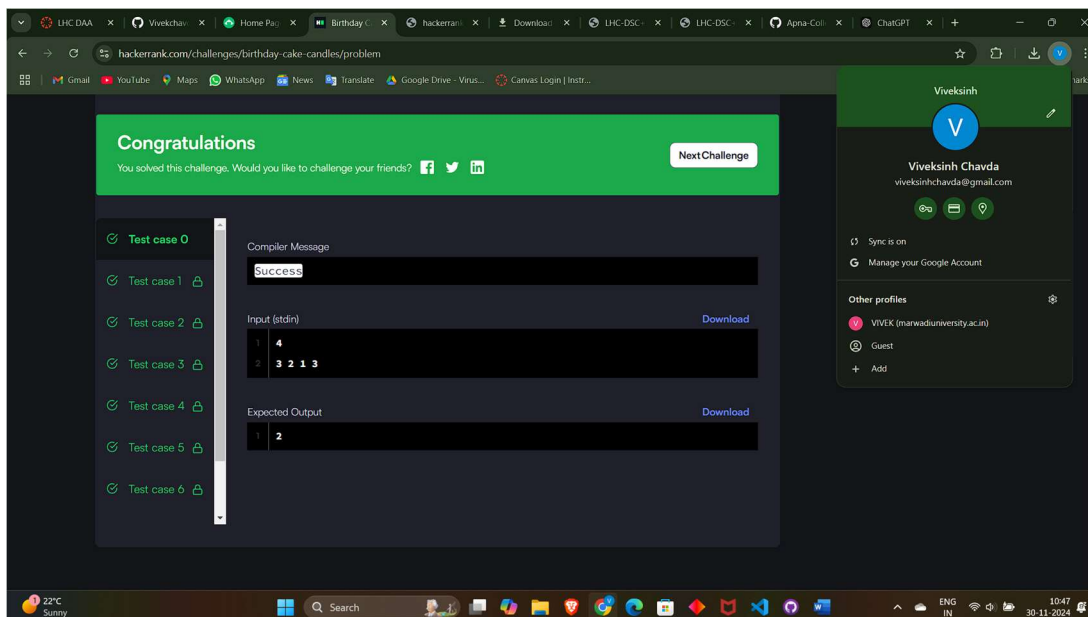 LHC DAA
Vivekchav
Home Pag
Birthday C
hackerran
Download
LHC-DSC-
LHC-DSC-
Apna-Coll
ChatGPT
hackerrank.com/challenges/birthday-cake-candles/problem
Gmail
YouTube
Maps
WhatsApp
News
Translate
Google Drive - Virus...
Canvas Login | Instr...
Congratulations
You solved this challenge. Would you like to challenge your friends?
Next Challenge
Test case 0
Test case 1
Test case 2
Test case 3
Test case 4
Test case 5
Test case 6
Compiler Message
Success
Input (stdin)
Download
1 4
2 3 2 1 3
Expected Output
Download
1 2
Viveksinh
V
Viveksinh Chavda
viveksinhchavda@gmail.com
Sync is on
Manage your Google Account
Other profiles
VIVEK (marwadiuniversity.ac.in)
Guest
Add
22°C
Sunny
Search
ENG
IN
10:47
30-11-2024